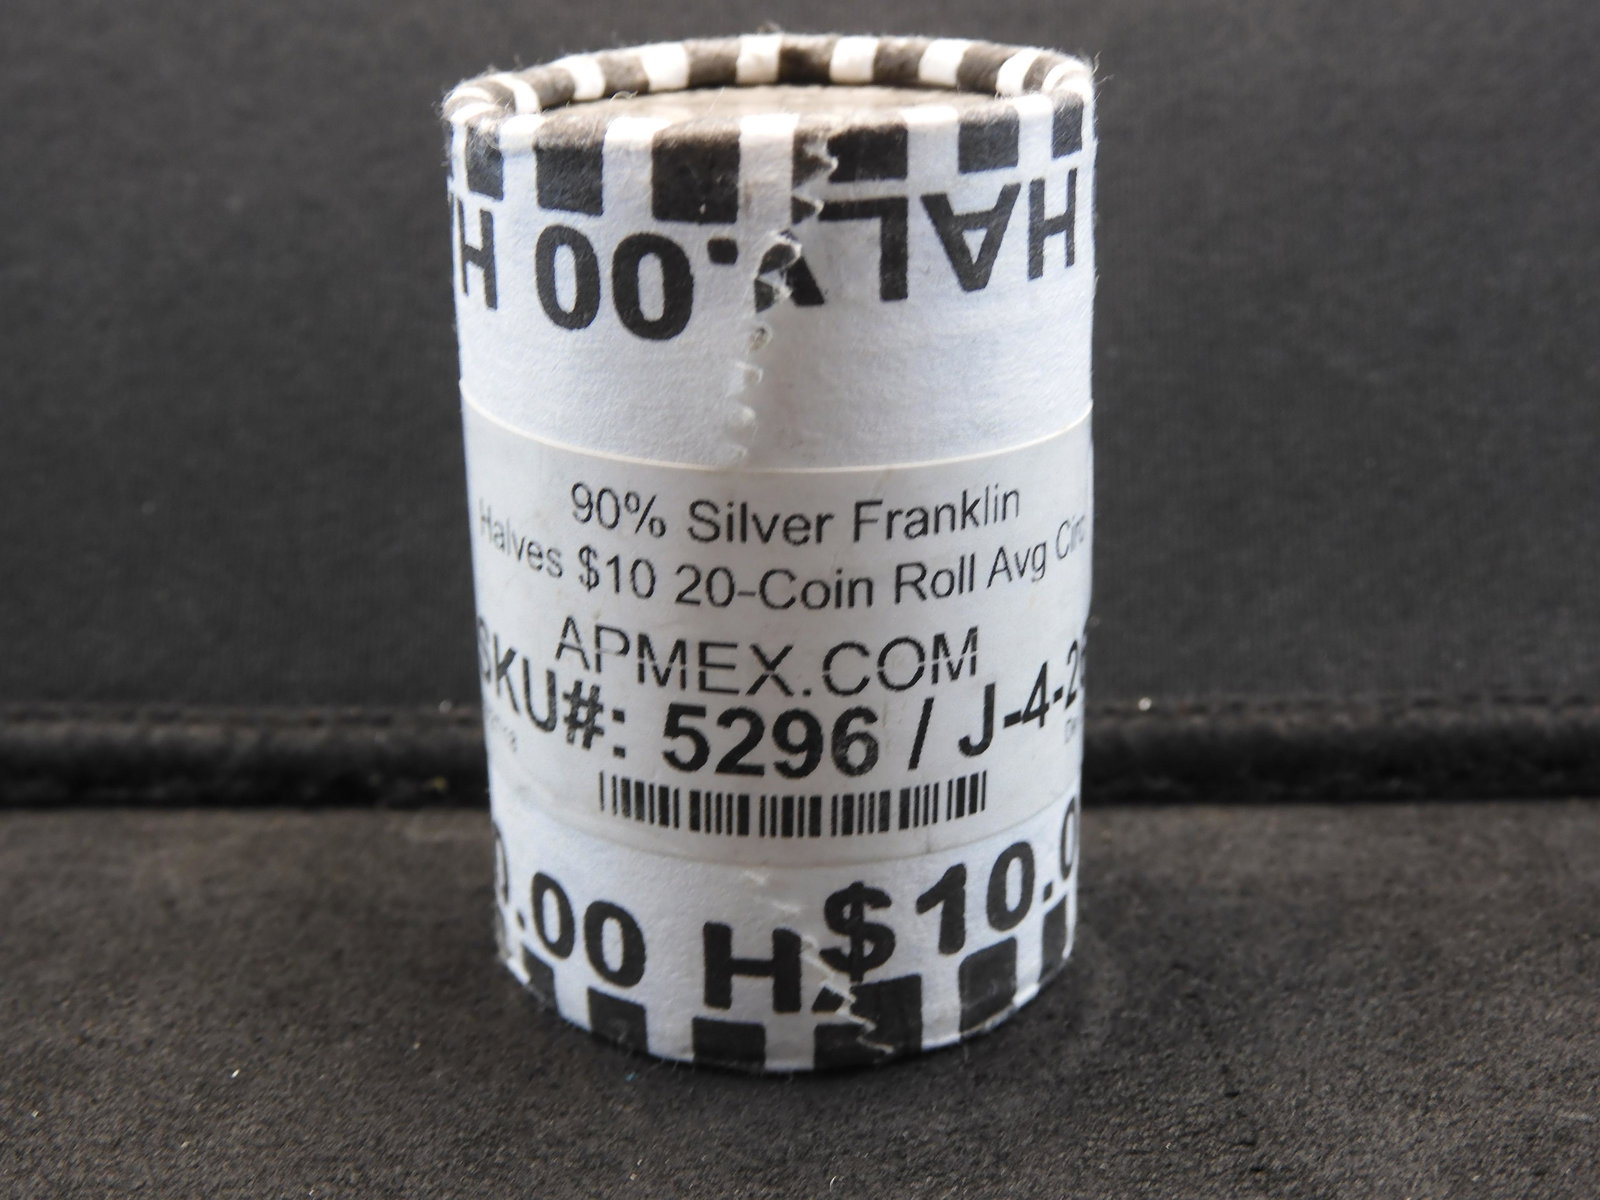 H .00 HALV
90% Silver Franklin
Halves $10 20-Coin Roll Avg Circ
APMEX.COM
SKU#: 5296 / J-4-2
.00 H $10.0